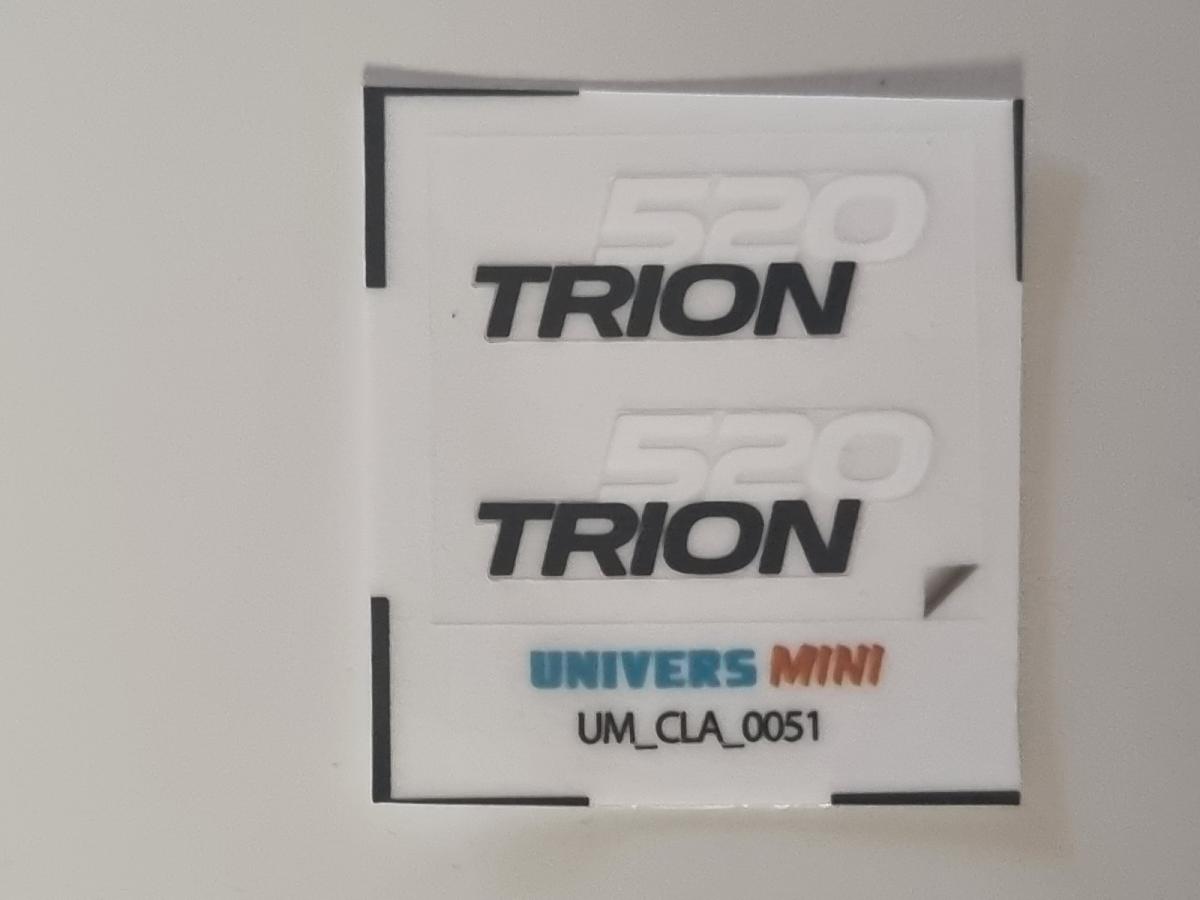 520
TRION
520
TRION
UNIVERS MINI
UM_CLA_0051